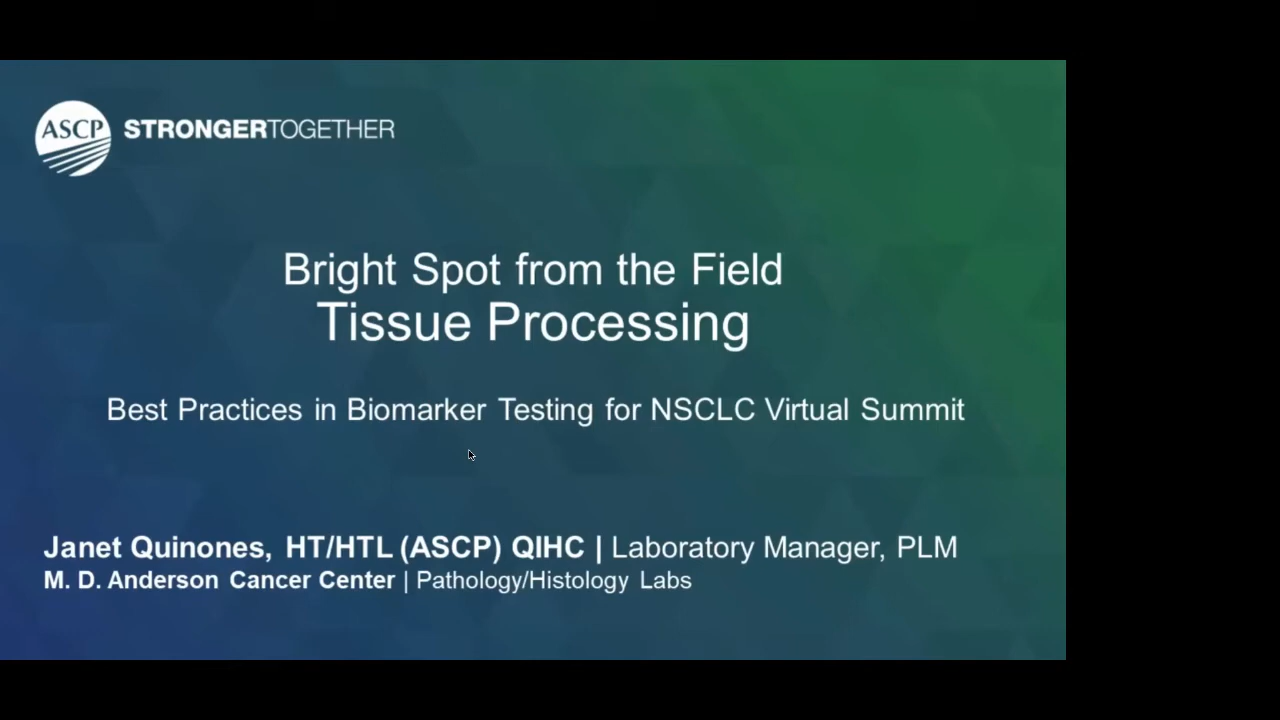 ASCP STRONGERTOGETHER
Bright Spot from the Field
Tissue Processing
Best Practices in Biomarker Testing for NSCLC Virtual Summit
Janet Quinones, HT/HTL (ASCP) QIHC | Laboratory Manager, PLM
M. D. Anderson Cancer Center | Pathology/Histology Labs